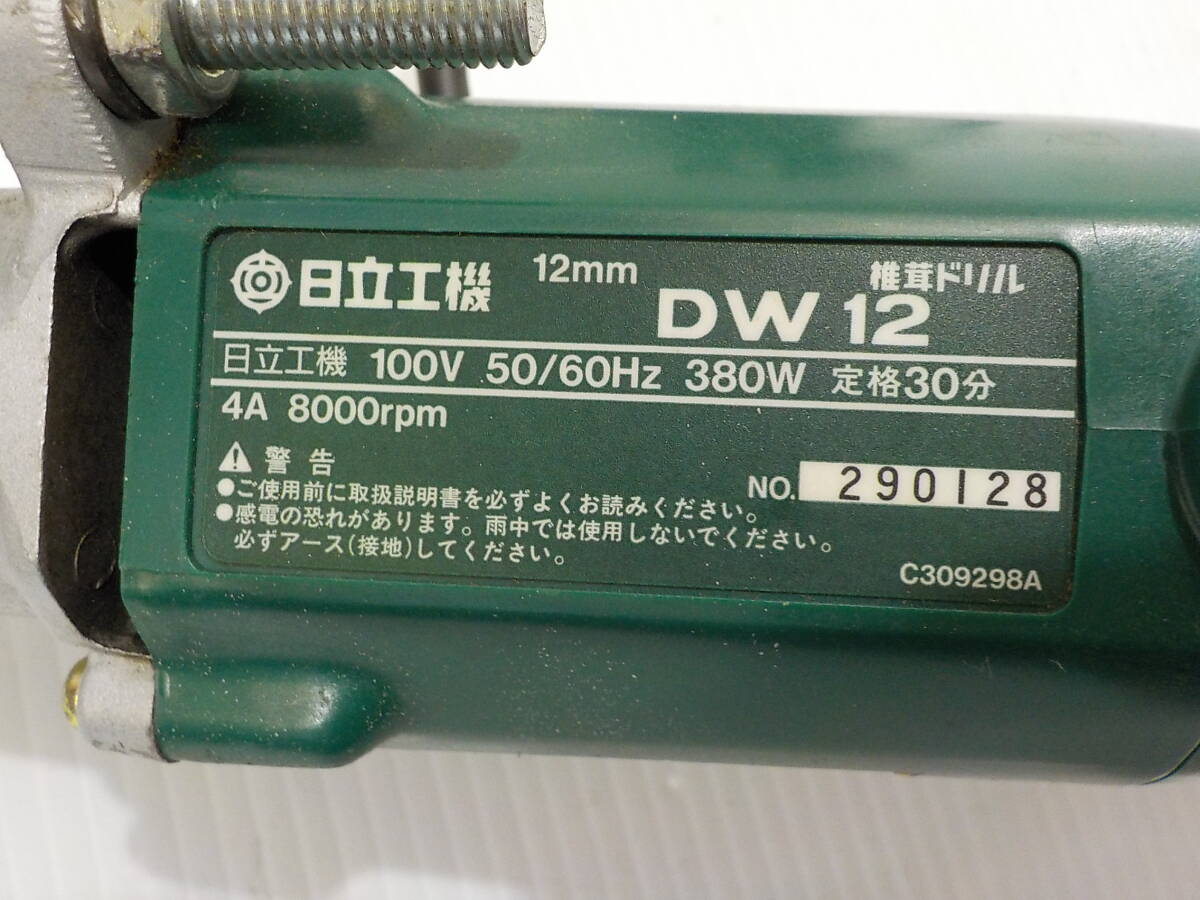 日立工機 12mm 椎茸ドリル
DW 12
日立工機 100V 50/60Hz 380W 定格30分
4A 8000rpm
警告
●ご使用前に取扱説明書を必ずよくお読みください。
NO. 290128
●感電の恐れがあります。雨中では使用しないでください。
必ずアース(接地)してください。
C309298A